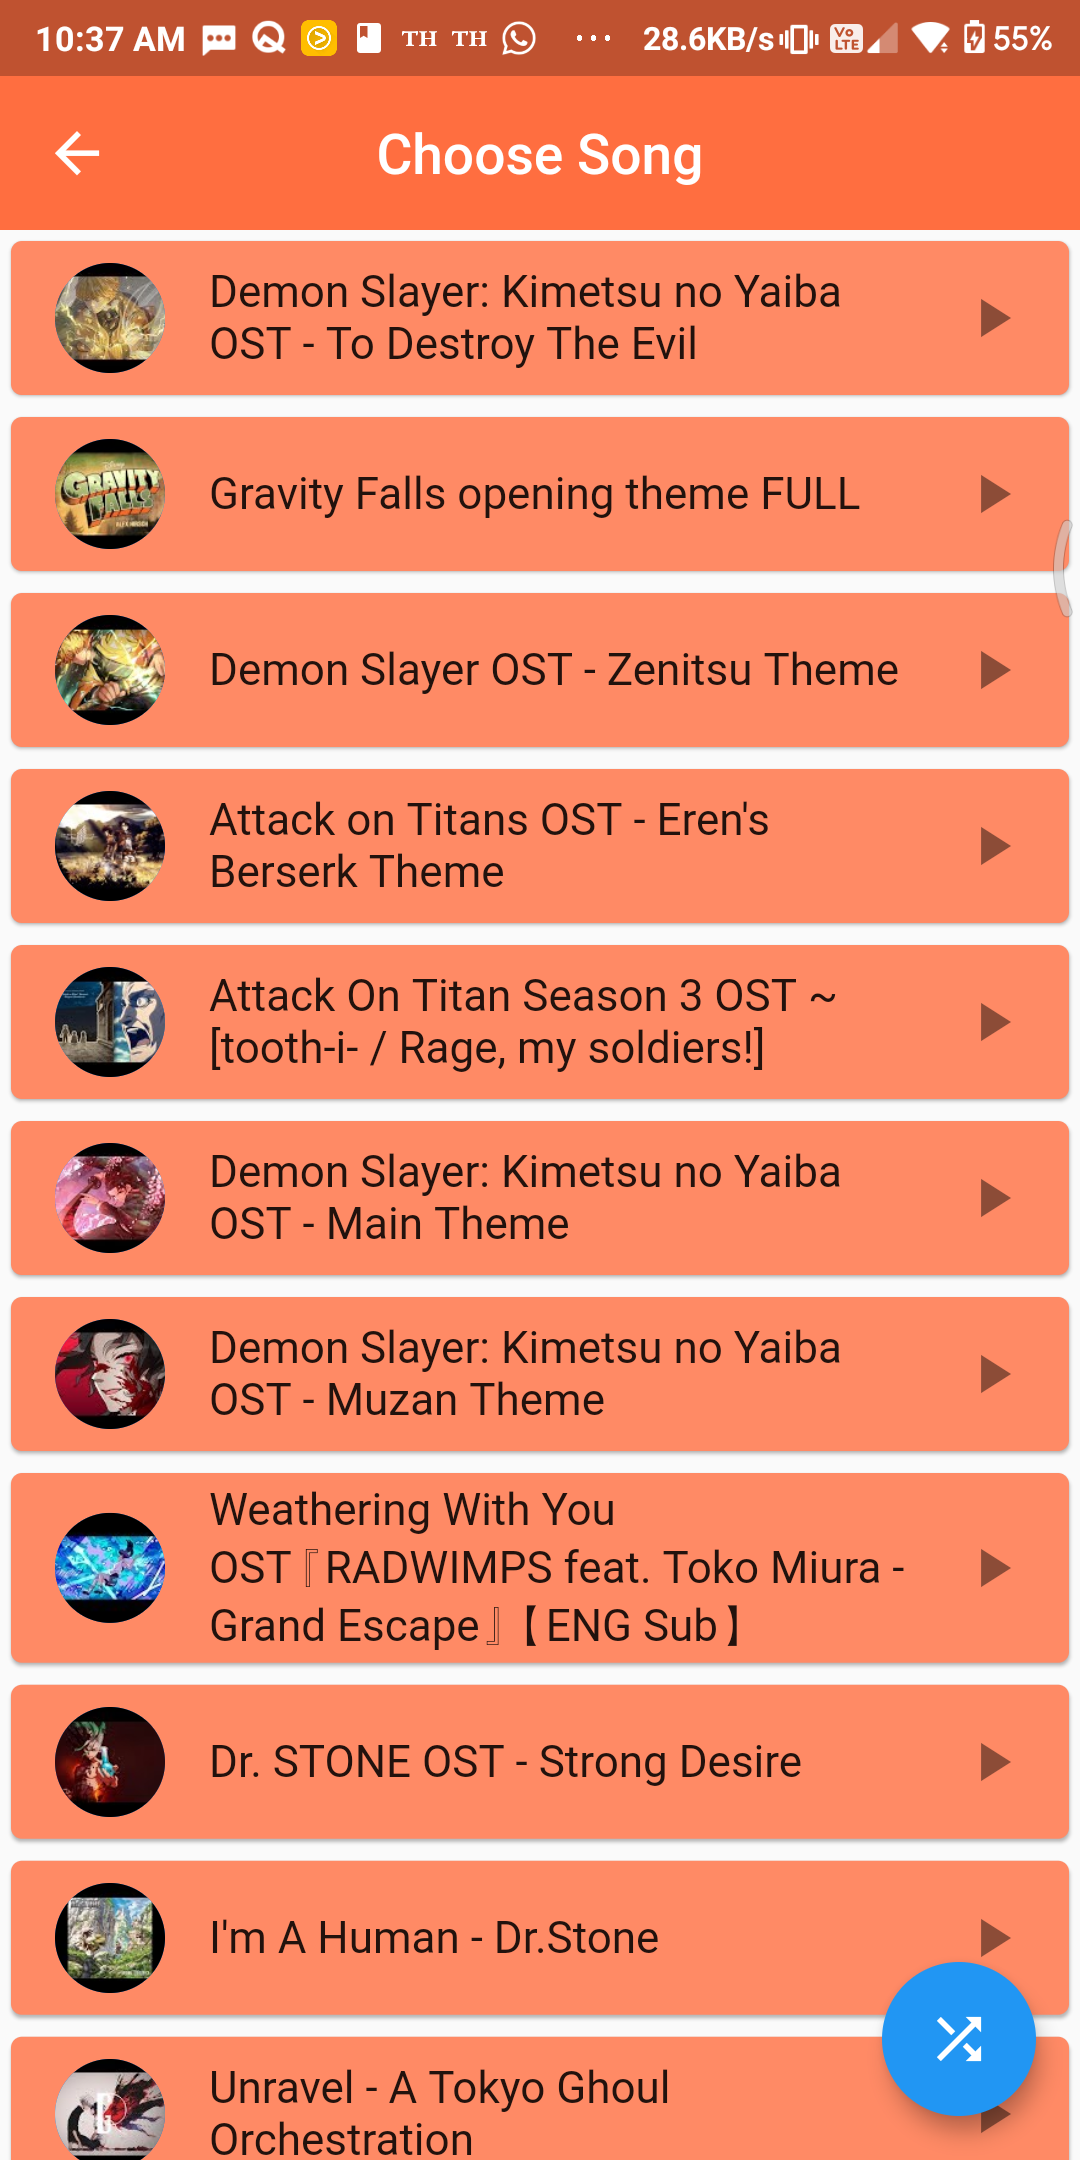 10:37 AM TH TH ... 28.6KB/s Vo LTE 55%
Choose Song
Demon Slayer: Kimetsu no Yaiba
OST - To Destroy The Evil
GRAVITY
FALLS
Gravity Falls opening theme FULL
Demon Slayer OST - Zenitsu Theme
Attack on Titans OST - Eren's
Berserk Theme
Attack On Titan Season 3 OST ~
[tooth-i- / Rage, my soldiers!]
Demon Slayer: Kimetsu no Yaiba
OST - Main Theme
Demon Slayer: Kimetsu no Yaiba
OST - Muzan Theme
Weathering With You
OST『RADWIMPS feat. Toko Miura -
Grand Escape』【ENG Sub】
Dr. STONE OST - Strong Desire
I'm A Human - Dr.Stone
Unravel - A Tokyo Ghoul
Orchestration